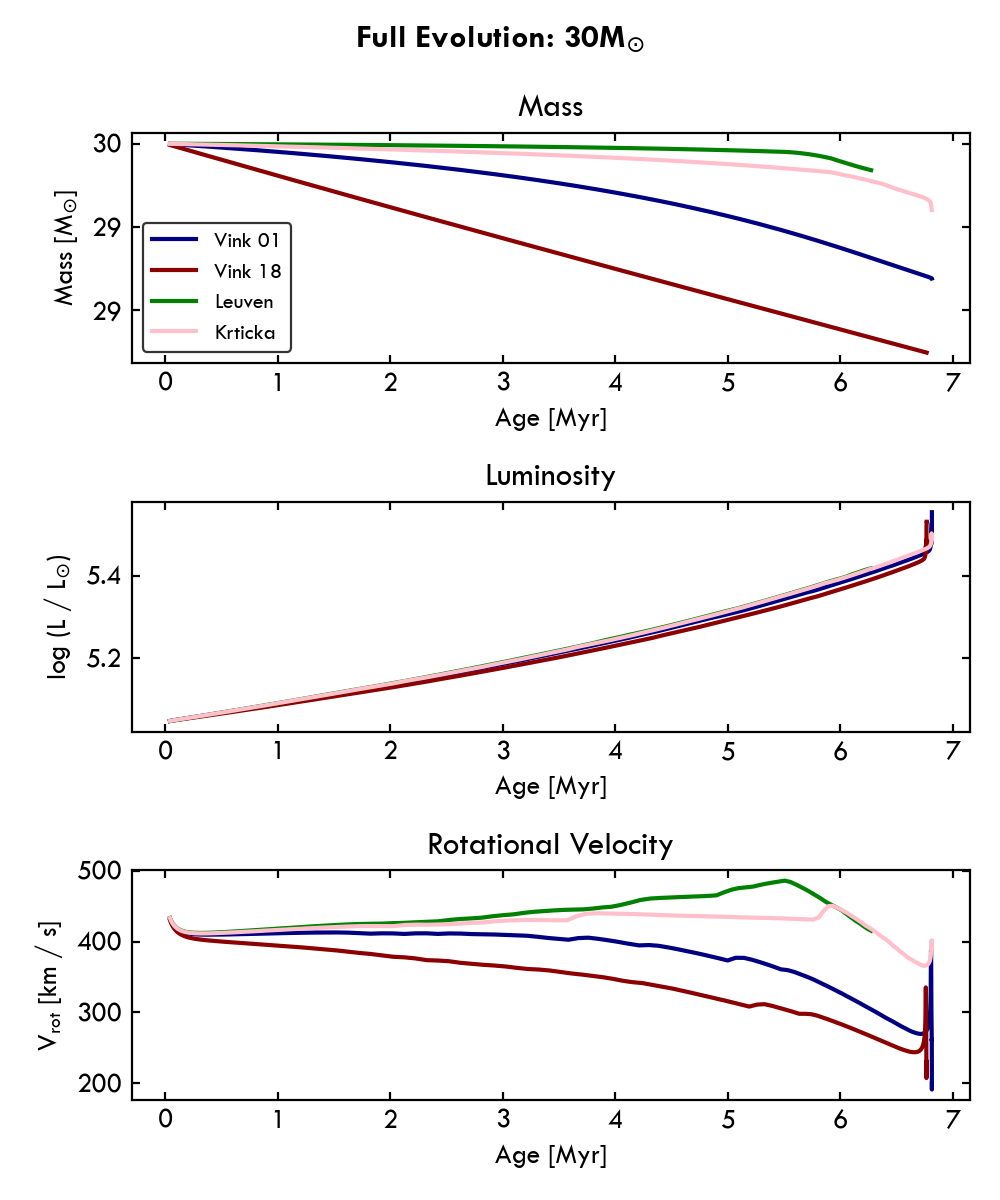 Full Evolution: 30M⊙
Mass
30
29
29
Mass [M⊙]
Vink 01
Vink 18
Leuven
Krticka
0 1 2 3 4 5 6 7
Age [Myr]
Luminosity
5.4
5.2
log (L / L⊙)
0 1 2 3 4 5 6 7
Age [Myr]
Rotational Velocity
500
400
300
200
Vrot [km / s]
0 1 2 3 4 5 6 7
Age [Myr]